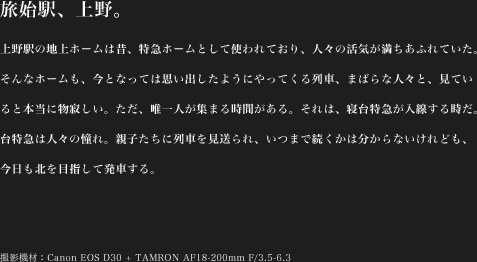 旅始駅、上野。
上野駅の地上ホームは昔、特急ホームとして使われており、人々の活気が満ちあふれていた。
そんなホームも、今となっては思い出したようにやってくる列車、まばらな人々と、見てい
ると本当に物寂しい。ただ、唯一人が集まる時間がある。それは、寝台特急が入線する時だ。
台特急は人々の憧れ。親子たちに列車を見送られ、いつまで続くかは分からないけれども、
今日も北を目指して発車する。
撮影機材：Canon EOS D30 + TAMRON AF18-200mm F/3.5-6.3